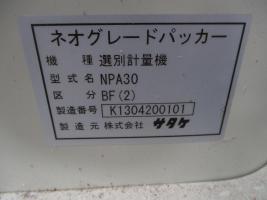 ネオグレードパッカー
機種 選別計量機
型式名 NPA30
区分 BF(2)
製造番号 K1304200101
製造元 株式会社 サタケ